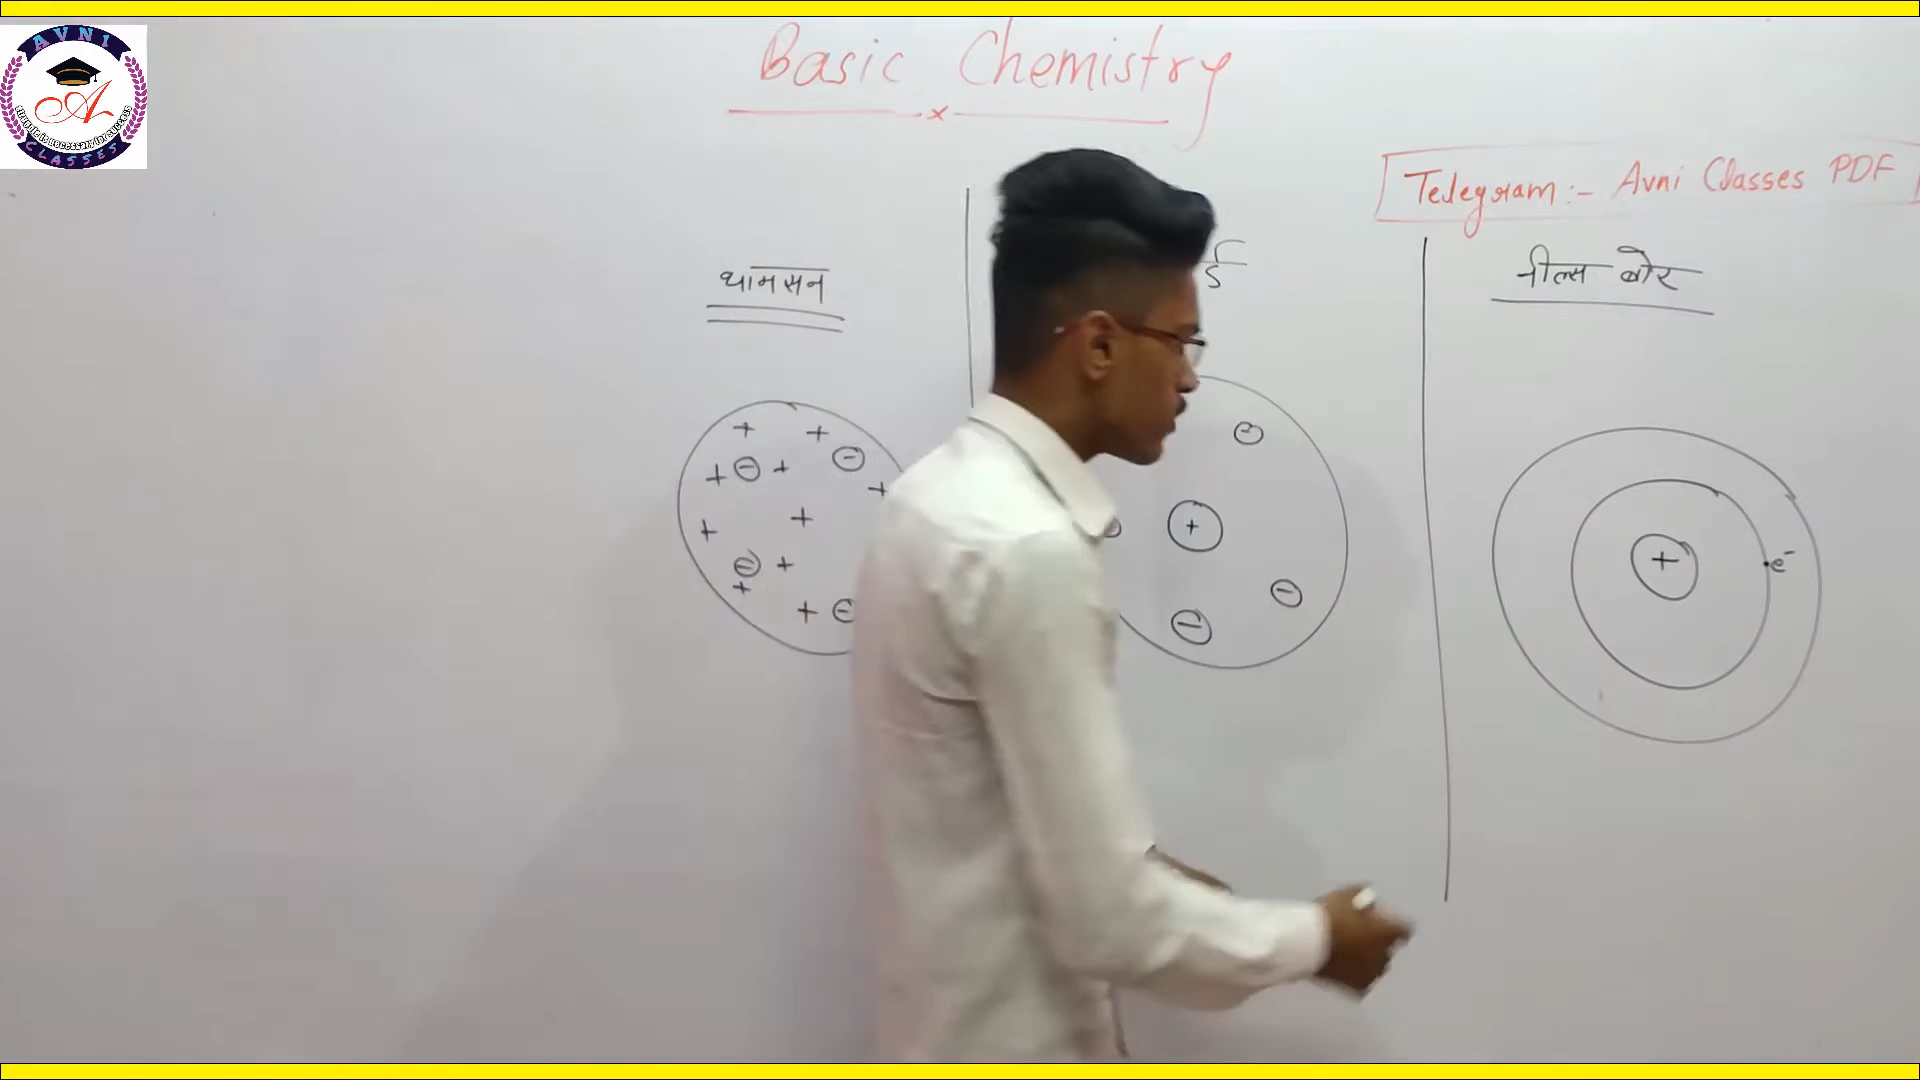 AVNI
CLASSES
Basic Chemistry
x
Telegram :- Avni Classes PDF
थामसन
नील्स बोर
+ +
+ ⊖ + ⊖
+
+ +
⊖ +
+
+ ⊖
⊖
+
⊖
⊖
+ e⁻